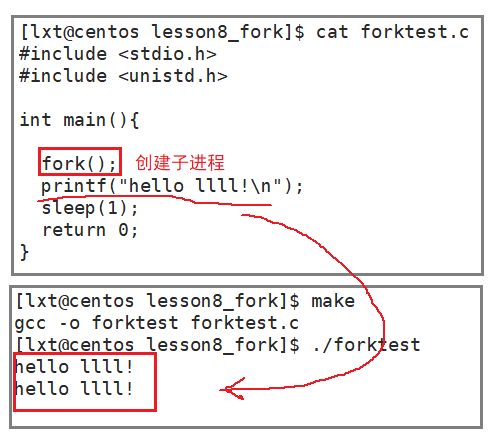 [lxt@centos lesson8_fork]$ cat forktest.c
#include <stdio.h>
#include <unistd.h>
int main(){
fork(); 创建子进程
printf("hello llll!\n");
sleep(1);
return 0;
}
[lxt@centos lesson8_fork]$ make
gcc -o forktest forktest.c
[lxt@centos lesson8_fork]$ ./forktest
hello llll!
hello llll!